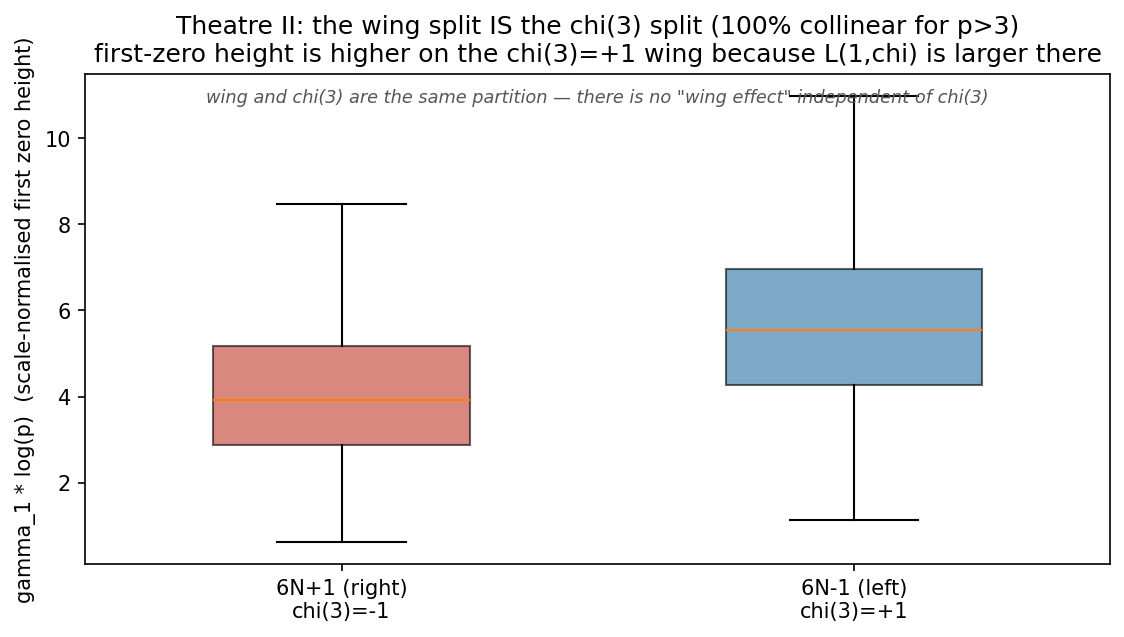 Theatre II: the wing split IS the chi(3) split (100% collinear for p>3)
first-zero height is higher on the chi(3)=+1 wing because L(1,chi) is larger there
wing and chi(3) are the same partition — there is no "wing effect" independent of chi(3)
gamma_1 * log(p)  (scale-normalised first zero height)
10
8
6
4
2
6N+1 (right)
chi(3)=-1
6N-1 (left)
chi(3)=+1